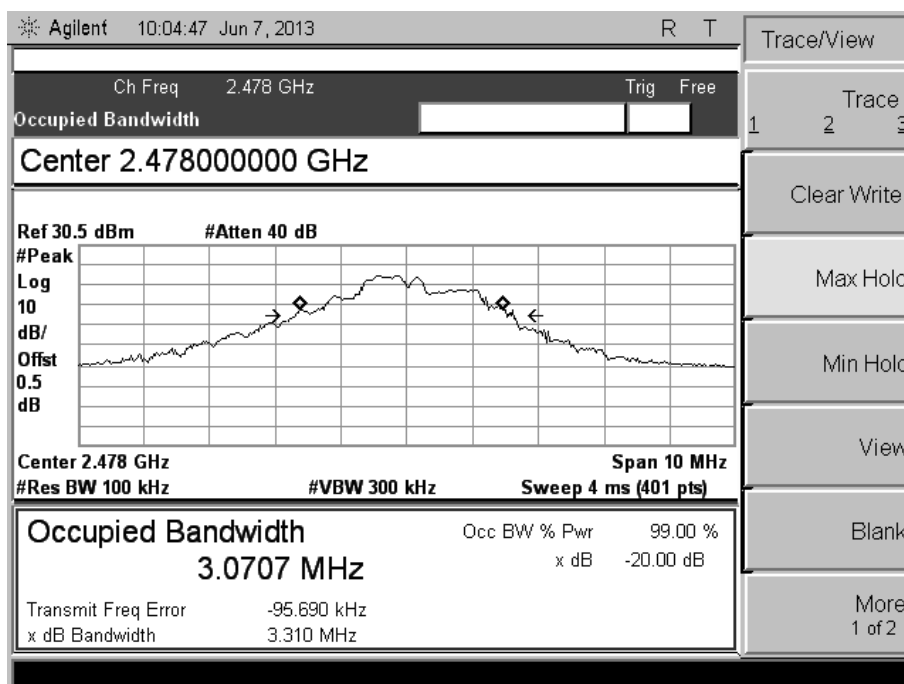 Agilent 10:04:47 Jun 7, 2013 R T
Trace/View
Ch Freq 2.478 GHz Trig Free
Occupied Bandwidth
Center 2.478000000 GHz
Ref 30.5 dBm #Atten 40 dB
#Peak
Log
10
dB/
Offst
0.5
dB
Center 2.478 GHz Span 10 MHz
#Res BW 100 kHz #VBW 300 kHz Sweep 4 ms (401 pts)
Occupied Bandwidth
3.0707 MHz
Occ BW % Pwr 99.00 %
x dB -20.00 dB
Transmit Freq Error -95.690 kHz
x dB Bandwidth 3.310 MHz
Trace
1 2 3
Clear Write
Max Hold
Min Hold
View
Blank
More
1 of 2